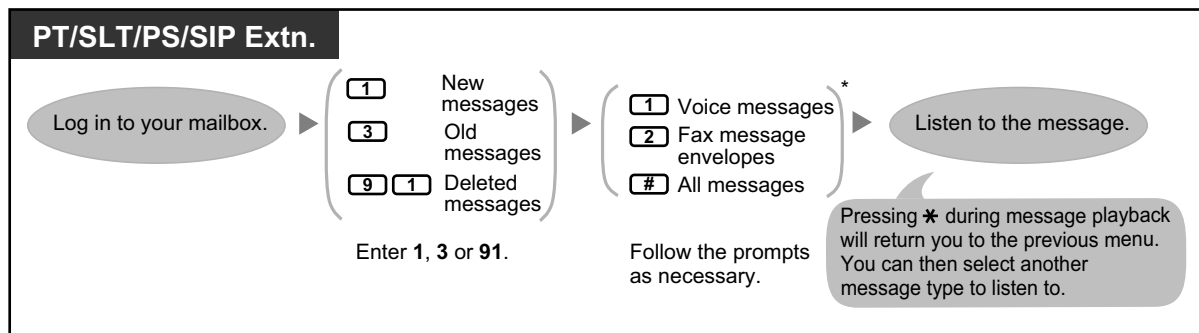 PT/SLT/PS/SIP Extn.
Log in to your mailbox.
1 New
messages
3 Old
messages
9 1 Deleted
messages
Enter 1, 3 or 91.
1 Voice messages
2 Fax message
envelopes
# All messages
*
Follow the prompts
as necessary.
Listen to the message.
Pressing * during message playback
will return you to the previous menu.
You can then select another
message type to listen to.